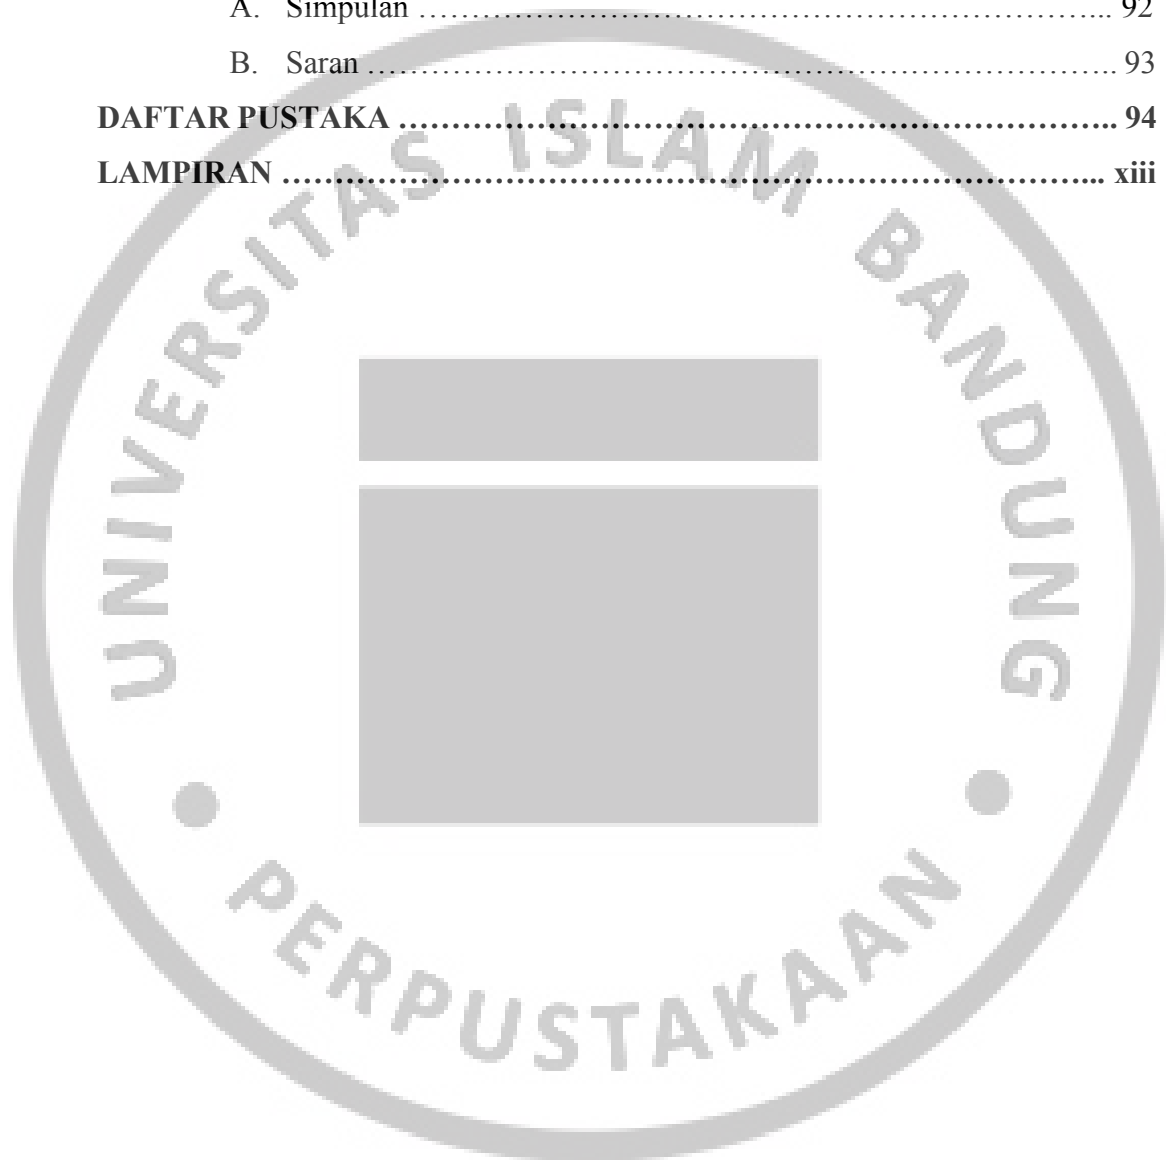 A. Simpulan ……………………………………………………………... 92
B. Saran ……………………………………………………………………. 93
DAFTAR PUSTAKA ……………………………………………………………….. 94
LAMPIRAN …………………………………………………………………………... xiii
UNIVERSITAS ISLAM BANDUNG
• PERPUSTAKAAN •